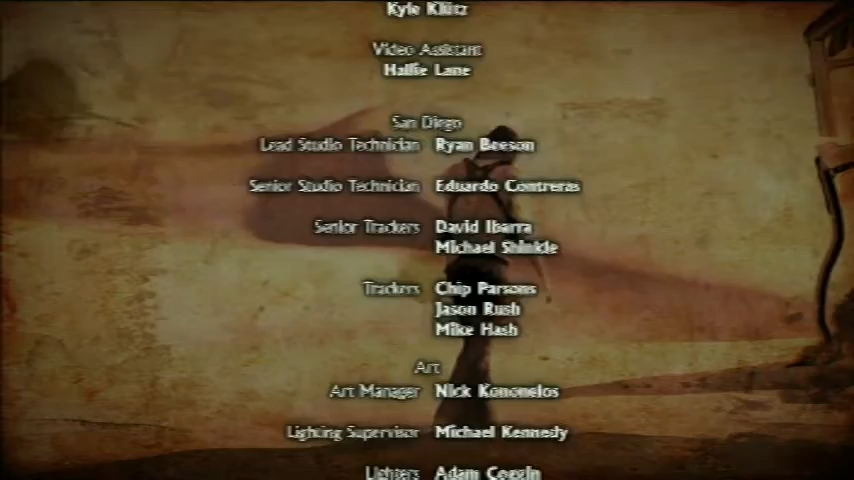 Kyle Klütz
Video Assistant
Hallie Lane
San Diego
Lead Studio Technician Ryan Beeson
Senior Studio Technician Eduardo Contreras
Senior Trackers David Ibarra
Michael Shinkle
Trackers Chip Parsons
Jason Rush
Mike Hash
Art
Art Manager Nick Kononelos
Lighting Supervisor Michael Kennedy
Lighters Adam